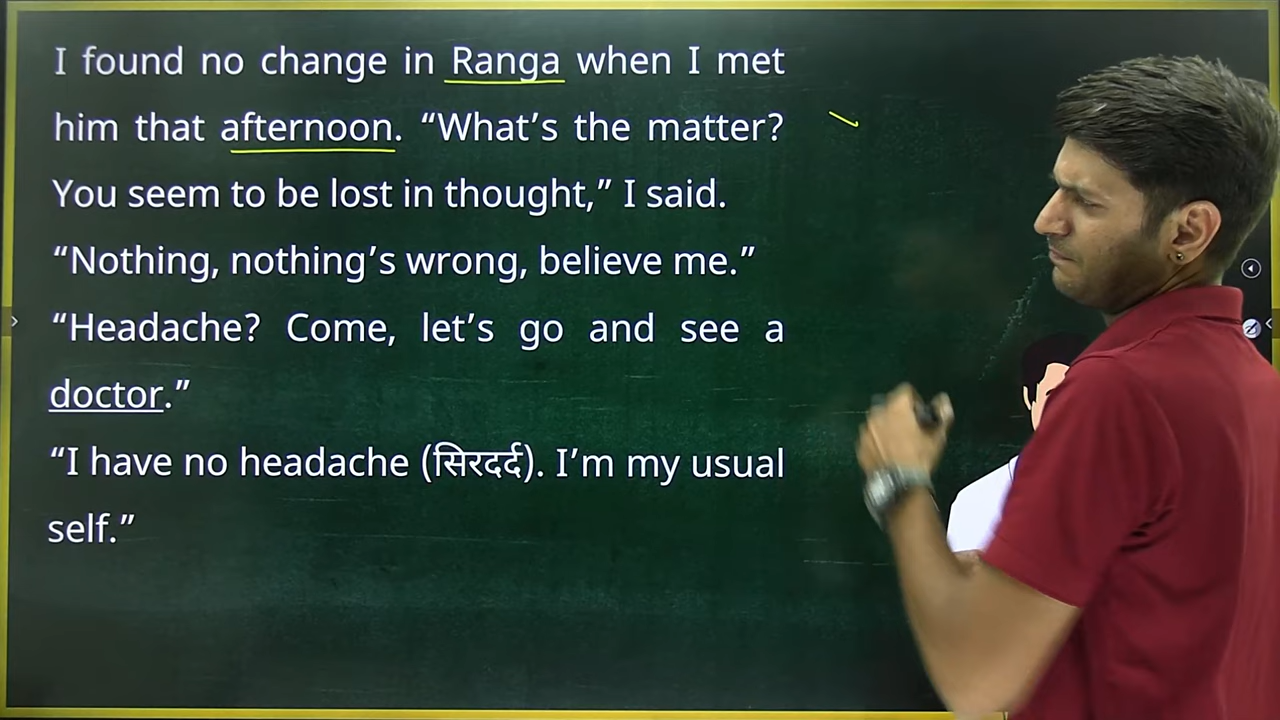 I found no change in Ranga when I met
him that afternoon. “What’s the matter?
You seem to be lost in thought,” I said.
“Nothing, nothing’s wrong, believe me.”
“Headache? Come, let’s go and see a
doctor.”
“I have no headache (सिरदर्द). I’m my usual
self.”